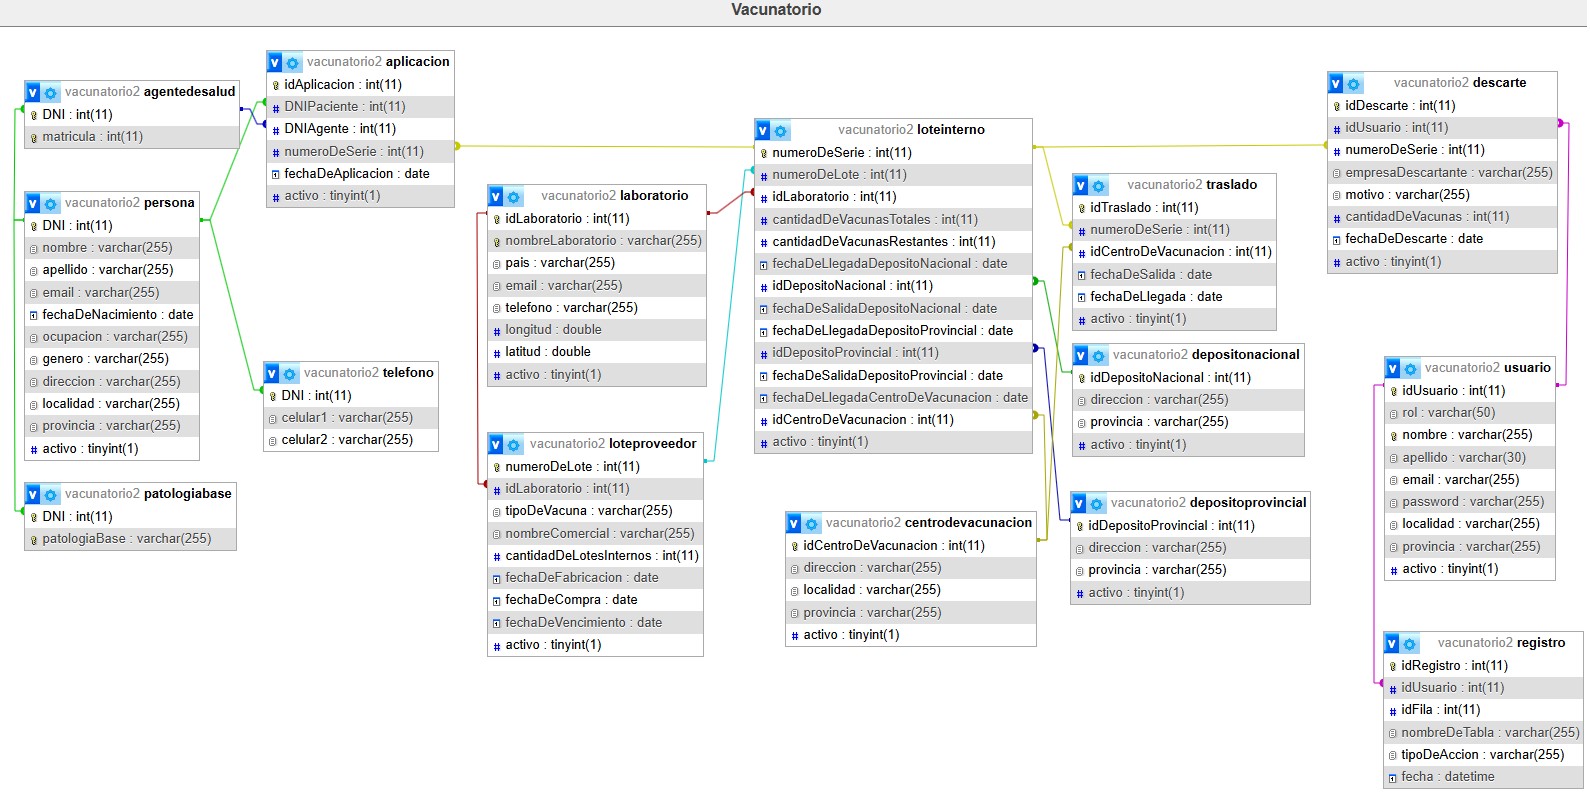 Vacunatorio
vacunatorio2 agentedesalud
DNI : int(11)
matricula : int(11)
vacunatorio2 persona
DNI : int(11)
nombre : varchar(255)
apellido : varchar(255)
email : varchar(255)
fechaDeNacimiento : date
ocupacion : varchar(255)
genero : varchar(255)
direccion : varchar(255)
localidad : varchar(255)
provincia : varchar(255)
activo : tinyint(1)
vacunatorio2 patologiabase
DNI : int(11)
patologiaBase : varchar(255)
vacunatorio2 aplicacion
idAplicacion : int(11)
DNIPaciente : int(11)
DNIAgente : int(11)
numeroDeSerie : int(11)
fechaDeAplicacion : date
activo : tinyint(1)
vacunatorio2 telefono
DNI : int(11)
celular1 : varchar(255)
celular2 : varchar(255)
vacunatorio2 laboratorio
idLaboratorio : int(11)
nombreLaboratorio : varchar(255)
pais : varchar(255)
email : varchar(255)
telefono : varchar(255)
longitud : double
latitud : double
activo : tinyint(1)
vacunatorio2 loteproveedor
numeroDeLote : int(11)
idLaboratorio : int(11)
tipoDeVacuna : varchar(255)
nombreComercial : varchar(255)
cantidadDeLotesInternos : int(11)
fechaDeFabricacion : date
fechaDeCompra : date
fechaDeVencimiento : date
activo : tinyint(1)
vacunatorio2 loteinterno
numeroDeSerie : int(11)
numeroDeLote : int(11)
idLaboratorio : int(11)
cantidadDeVacunasTotales : int(11)
cantidadDeVacunasRestantes : int(11)
fechaDeLlegadaDepositoNacional : date
idDepositoNacional : int(11)
fechaDeSalidaDepositoNacional : date
fechaDeLlegadaDepositoProvincial : date
idDepositoProvincial : int(11)
fechaDeSalidaDepositoProvincial : date
fechaDeLlegadaCentroDeVacunacion : date
idCentroDeVacunacion : int(11)
activo : tinyint(1)
vacunatorio2 centrodevacunacion
idCentroDeVacunacion : int(11)
direccion : varchar(255)
localidad : varchar(255)
provincia : varchar(255)
activo : tinyint(1)
vacunatorio2 traslado
idTraslado : int(11)
numeroDeSerie : int(11)
idCentroDeVacunacion : int(11)
fechaDeSalida : date
fechaDeLlegada : date
activo : tinyint(1)
vacunatorio2 depositonacional
idDepositoNacional : int(11)
direccion : varchar(255)
provincia : varchar(255)
activo : tinyint(1)
vacunatorio2 depositoprovincial
idDepositoProvincial : int(11)
direccion : varchar(255)
provincia : varchar(255)
activo : tinyint(1)
vacunatorio2 descarte
idDescarte : int(11)
idUsuario : int(11)
numeroDeSerie : int(11)
empresaDescartante : varchar(255)
motivo : varchar(255)
cantidadDeVacunas : int(11)
fechaDeDescarte : date
activo : tinyint(1)
vacunatorio2 usuario
idUsuario : int(11)
rol : varchar(50)
nombre : varchar(255)
apellido : varchar(30)
email : varchar(255)
password : varchar(255)
localidad : varchar(255)
provincia : varchar(255)
activo : tinyint(1)
vacunatorio2 registro
idRegistro : int(11)
idUsuario : int(11)
idFila : int(11)
nombreDeTabla : varchar(255)
tipoDeAccion : varchar(255)
fecha : datetime